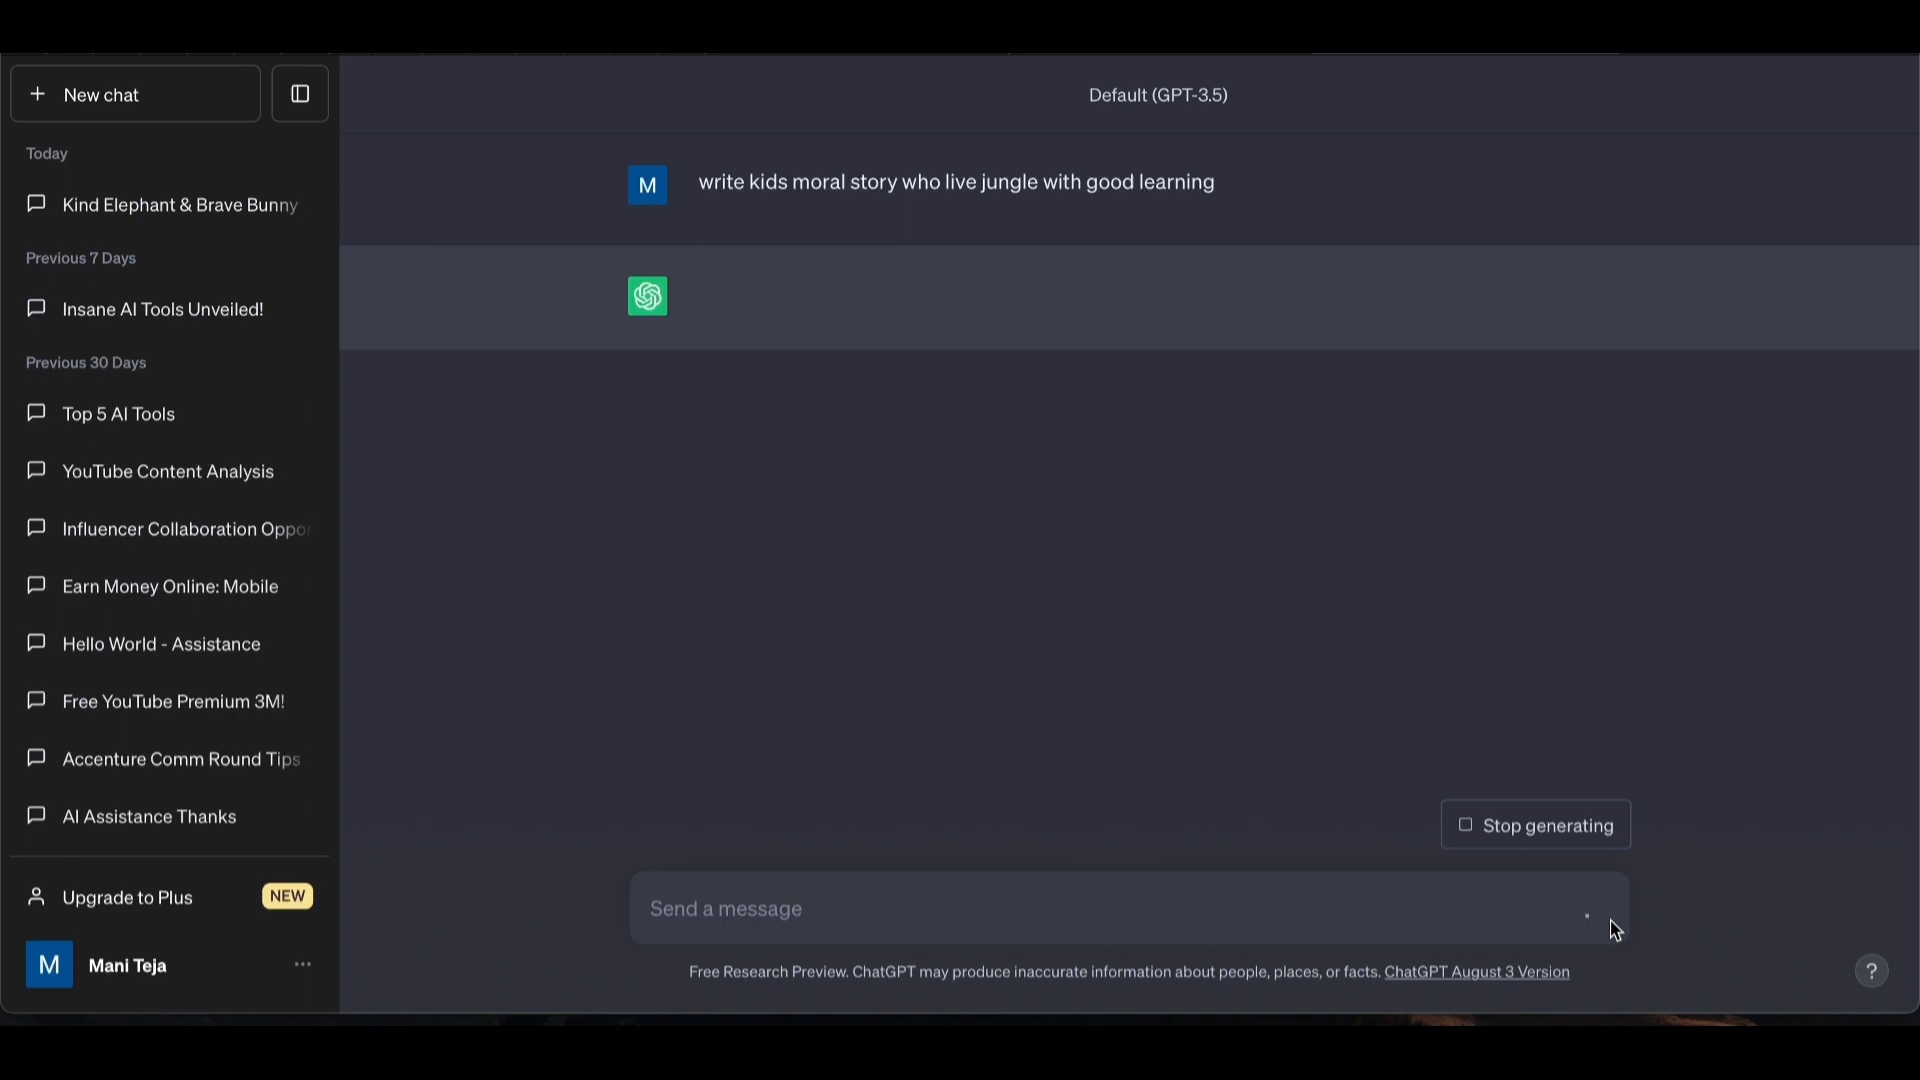 New chat
Default (GPT-3.5)
Today
M
write kids moral story who live jungle with good learning
Kind Elephant & Brave Bunny
Previous 7 Days
Insane AI Tools Unveiled!
Previous 30 Days
Top 5 AI Tools
YouTube Content Analysis
Influencer Collaboration Oppo
Earn Money Online: Mobile
Hello World - Assistance
Free YouTube Premium 3M!
Accenture Comm Round Tips
AI Assistance Thanks
Stop generating
Upgrade to Plus
NEW
Send a message
M
Mani Teja
Free Research Preview. ChatGPT may produce inaccurate information about people, places, or facts. ChatGPT August 3 Version
?